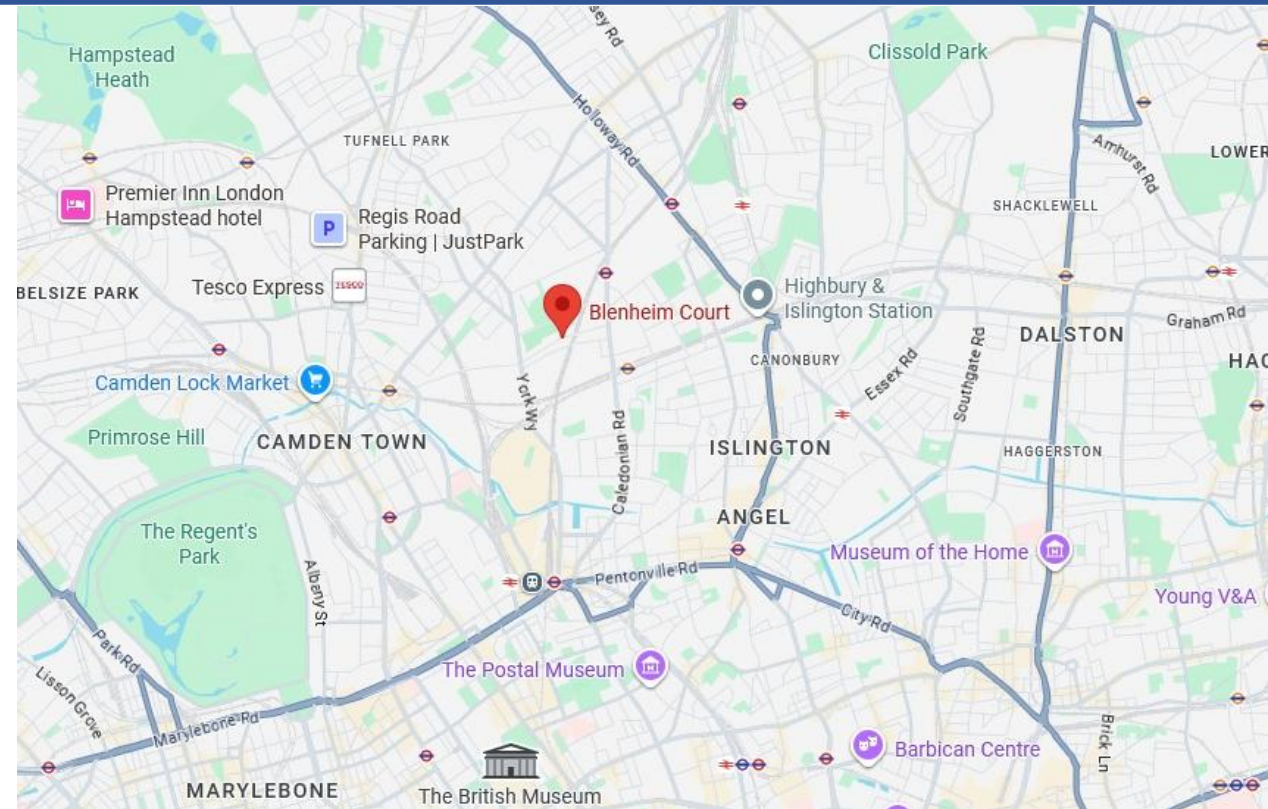 sey Rd
Hampstead
Heath
Clissold Park
Holloway Rd
TUFNELL PARK
Amhurst Rd
LOWER
Premier Inn London
Hampstead hotel
Regis Road
Parking | JustPark
P
SHACKLEWELL
BELSIZE PARK
Tesco Express
TESCO
Blenheim Court
Highbury &
Islington Station
Graham Rd
DALSTON
CANONBURY
HAC
Camden Lock Market
York Wy
Essex Rd
Southgate Rd
Primrose Hill
CAMDEN TOWN
Caledonian Rd
ISLINGTON
HAGGERSTON
The Regent's
Park
ANGEL
Museum of the Home
Albany St
Pentonville Rd
Young V&A
City Rd
Park Rd
The Postal Museum
Lisson Grove
Marylebone Rd
Brick Ln
Barbican Centre
MARYLEBONE
The British Museum